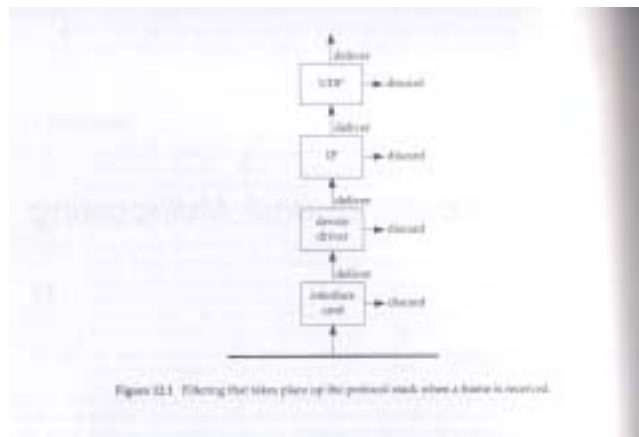 deliver
UDP
discard
deliver
IP
discard
deliver
device
driver
discard
deliver
interface
card
discard
Figure 12.1 Filtering that takes place up the protocol stack when a frame is received.